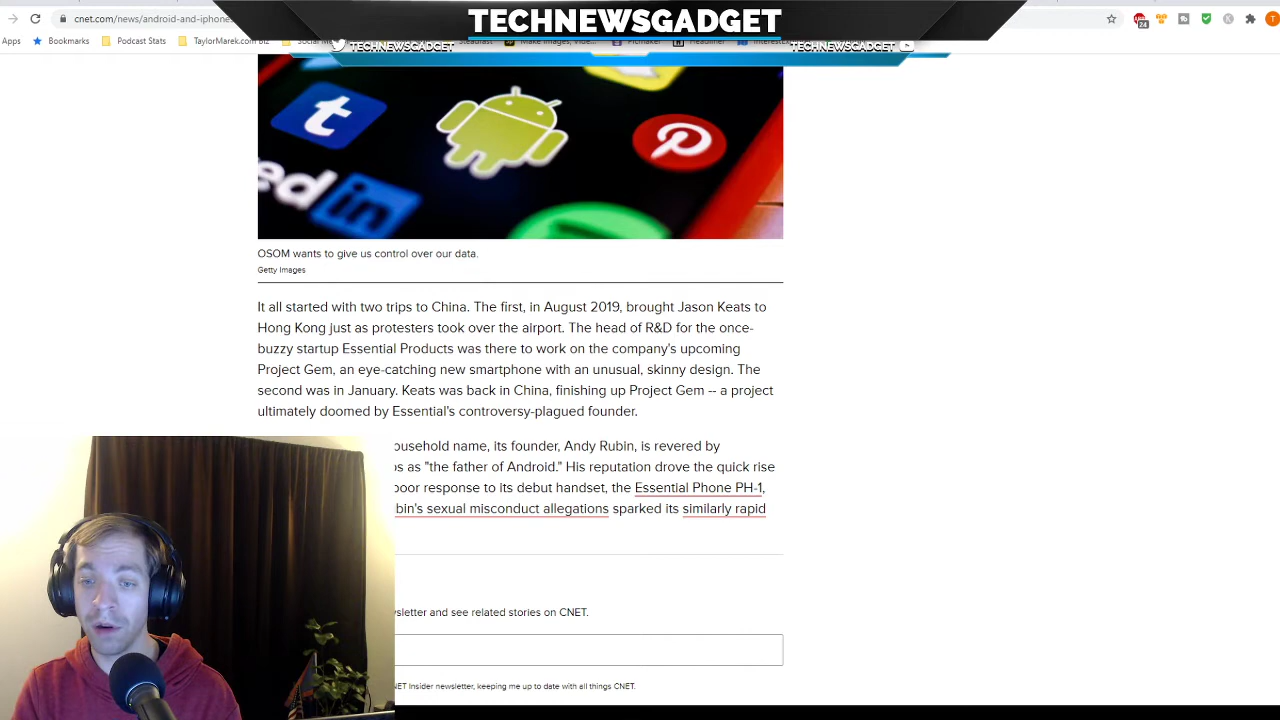 TECHNEWSGADGET
cnet.com/news/android-and-iphone
24
T
Apps
Bookmarks
Podcast Stats
TaylorMarek.com Biz
TECHNEWSGADGET
TECHNEWSGADGET
t
in
OSOM wants to give us control over our data.
Getty Images
It all started with two trips to China. The first, in August 2019, brought Jason Keats to
Hong Kong just as protesters took over the airport. The head of R&D for the once-
buzzy startup Essential Products was there to work on the company's upcoming
Project Gem, an eye-catching new smartphone with an unusual, skinny design. The
second was in January. Keats was back in China, finishing up Project Gem -- a project
ultimately doomed by Essential's controversy-plagued founder.
ousehold name, its founder, Andy Rubin, is revered by
os as "the father of Android." His reputation drove the quick rise
poor response to its debut handset, the Essential Phone PH-1,
bin's sexual misconduct allegations sparked its similarly rapid
wsletter and see related stories on CNET.
NET Insider newsletter, keeping me up to date with all things CNET.